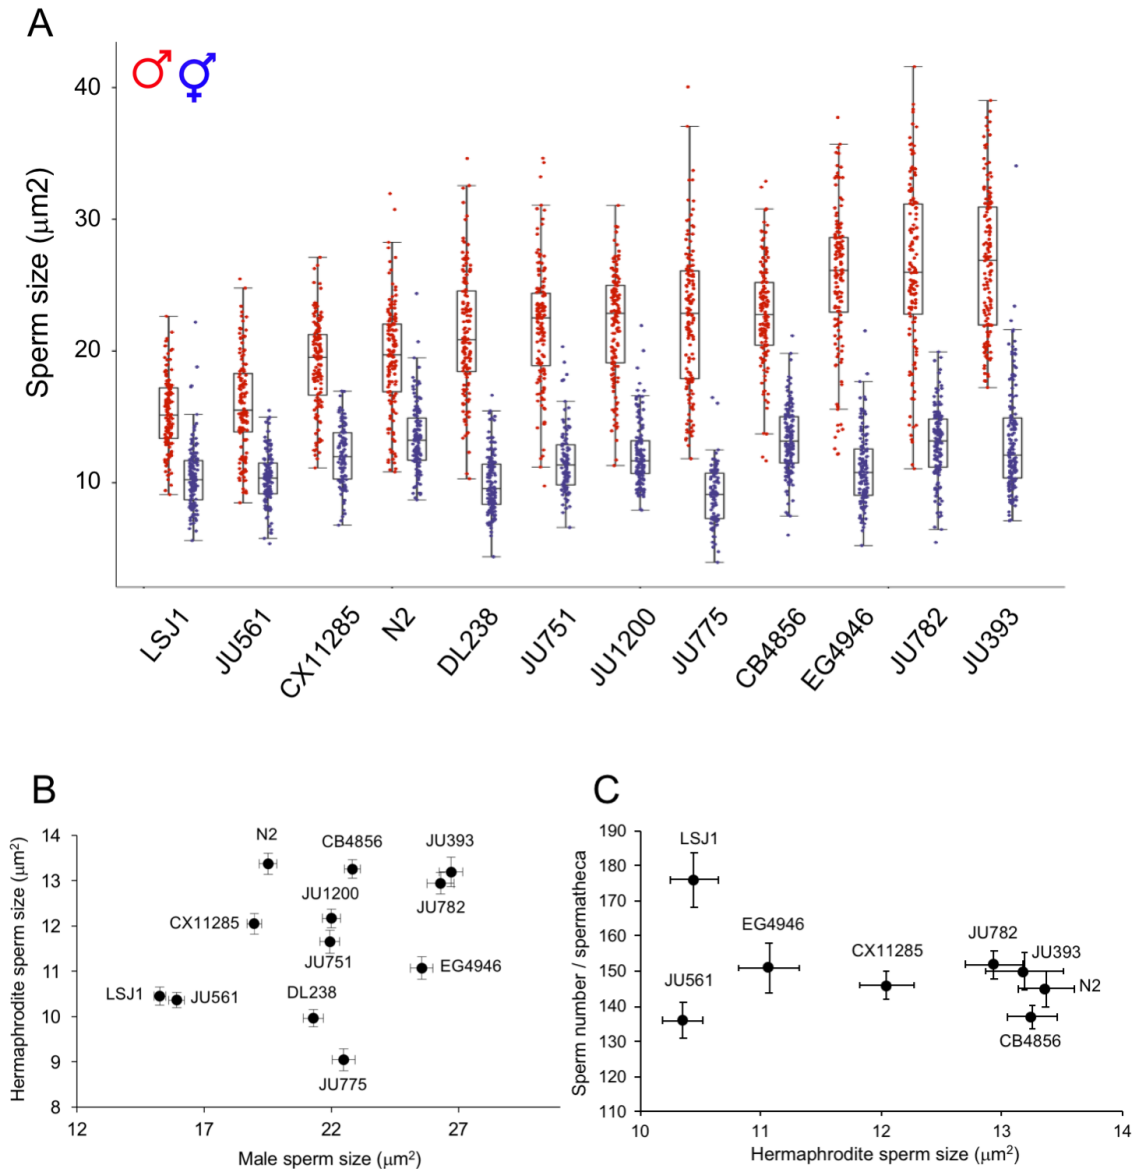 A
40
30
20
10
Sperm size (μm2)
LSJ1
JU561
CX11285
N2
DL238
JU751
JU1200
JU775
CB4856
EG4946
JU782
JU393
B
14
13
12
11
10
9
8
Hermaphrodite sperm size (μm²)
N2
CB4856
JU393
JU1200
JU782
CX11285
JU751
EG4946
LSJ1
JU561
DL238
JU775
12
17
22
27
Male sperm size (μm²)
C
190
180
170
160
150
140
130
120
110
Sperm number / spermatheca
LSJ1
EG4946
JU782
CX11285
JU393
JU561
N2
CB4856
10
11
12
13
14
Hermaphrodite sperm size (μm²)